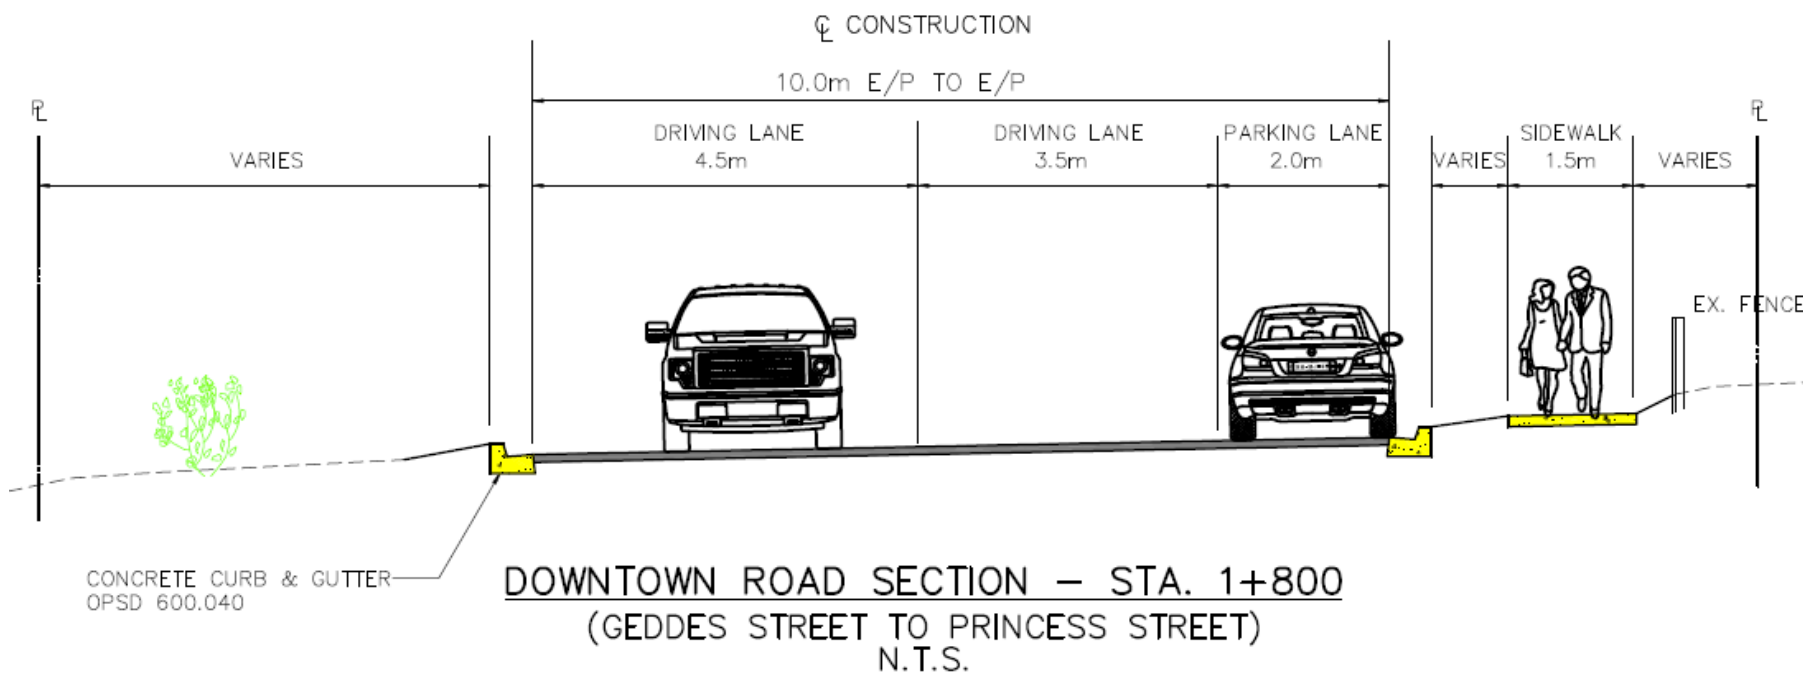 ℄ CONSTRUCTION
10.0m E/P TO E/P
PL
PL
DRIVING LANE
4.5m
DRIVING LANE
3.5m
PARKING LANE
2.0m
SIDEWALK
1.5m
VARIES
VARIES
VARIES
EX. FENCE
CONCRETE CURB & GUTTER
OPSD 600.040
DOWNTOWN ROAD SECTION – STA. 1+800
(GEDDES STREET TO PRINCESS STREET)
N.T.S.